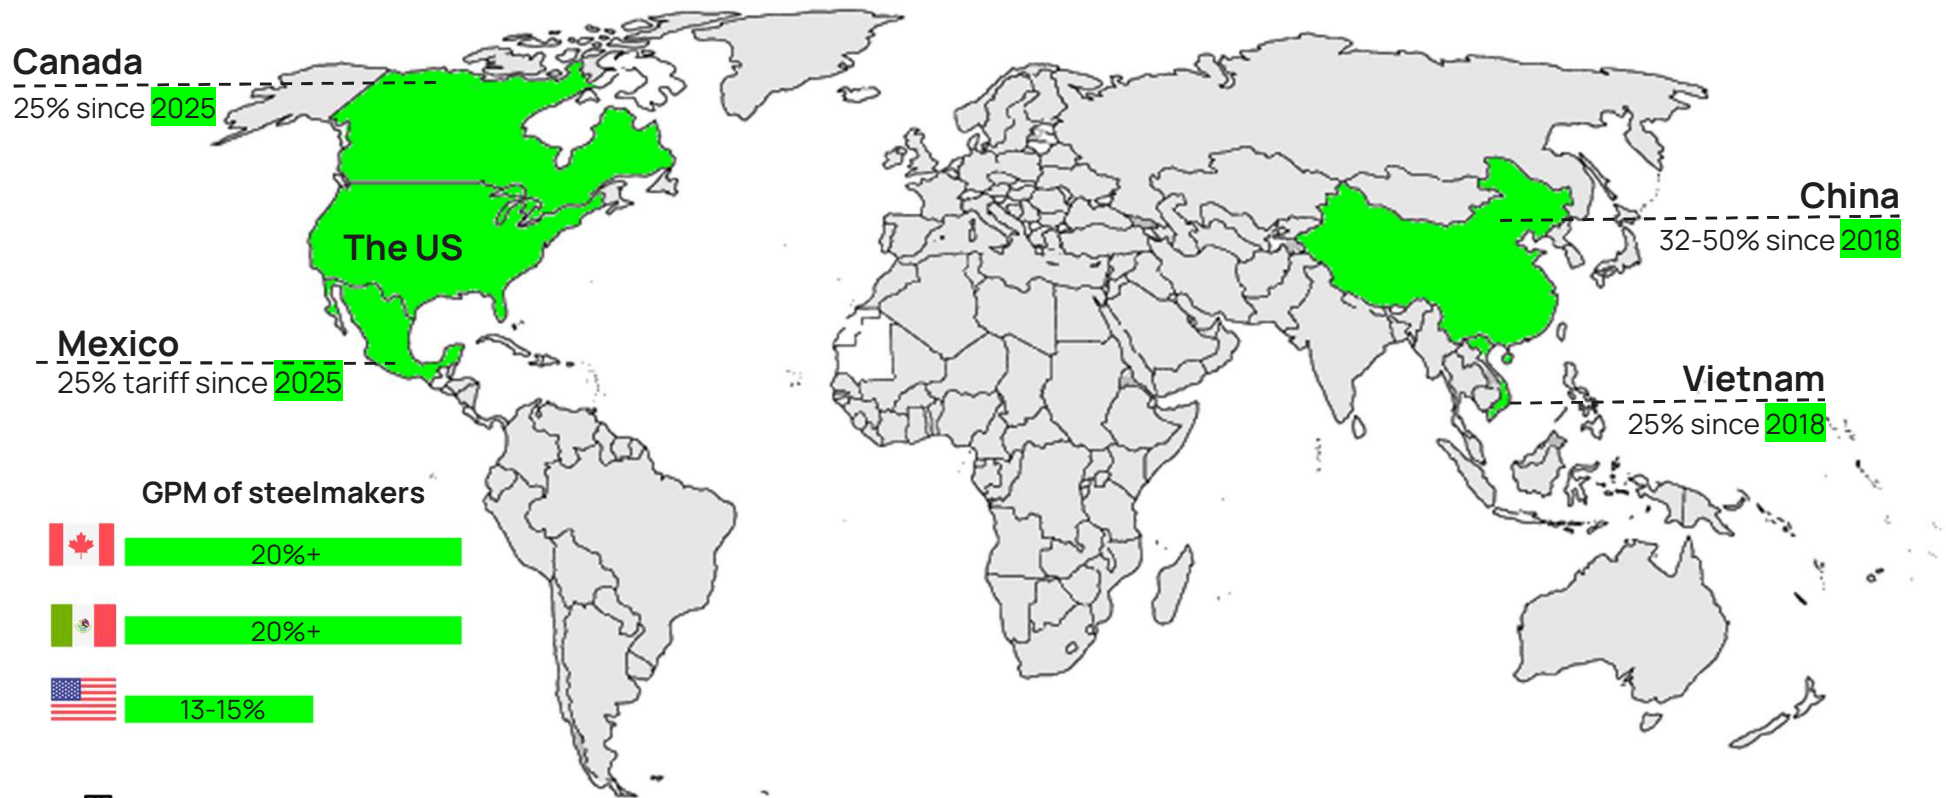 Canada
25% since 2025
The US
China
32-50% since 2018
Mexico
25% tariff since 2025
Vietnam
25% since 2018
GPM of steelmakers
20%+
20%+
13-15%